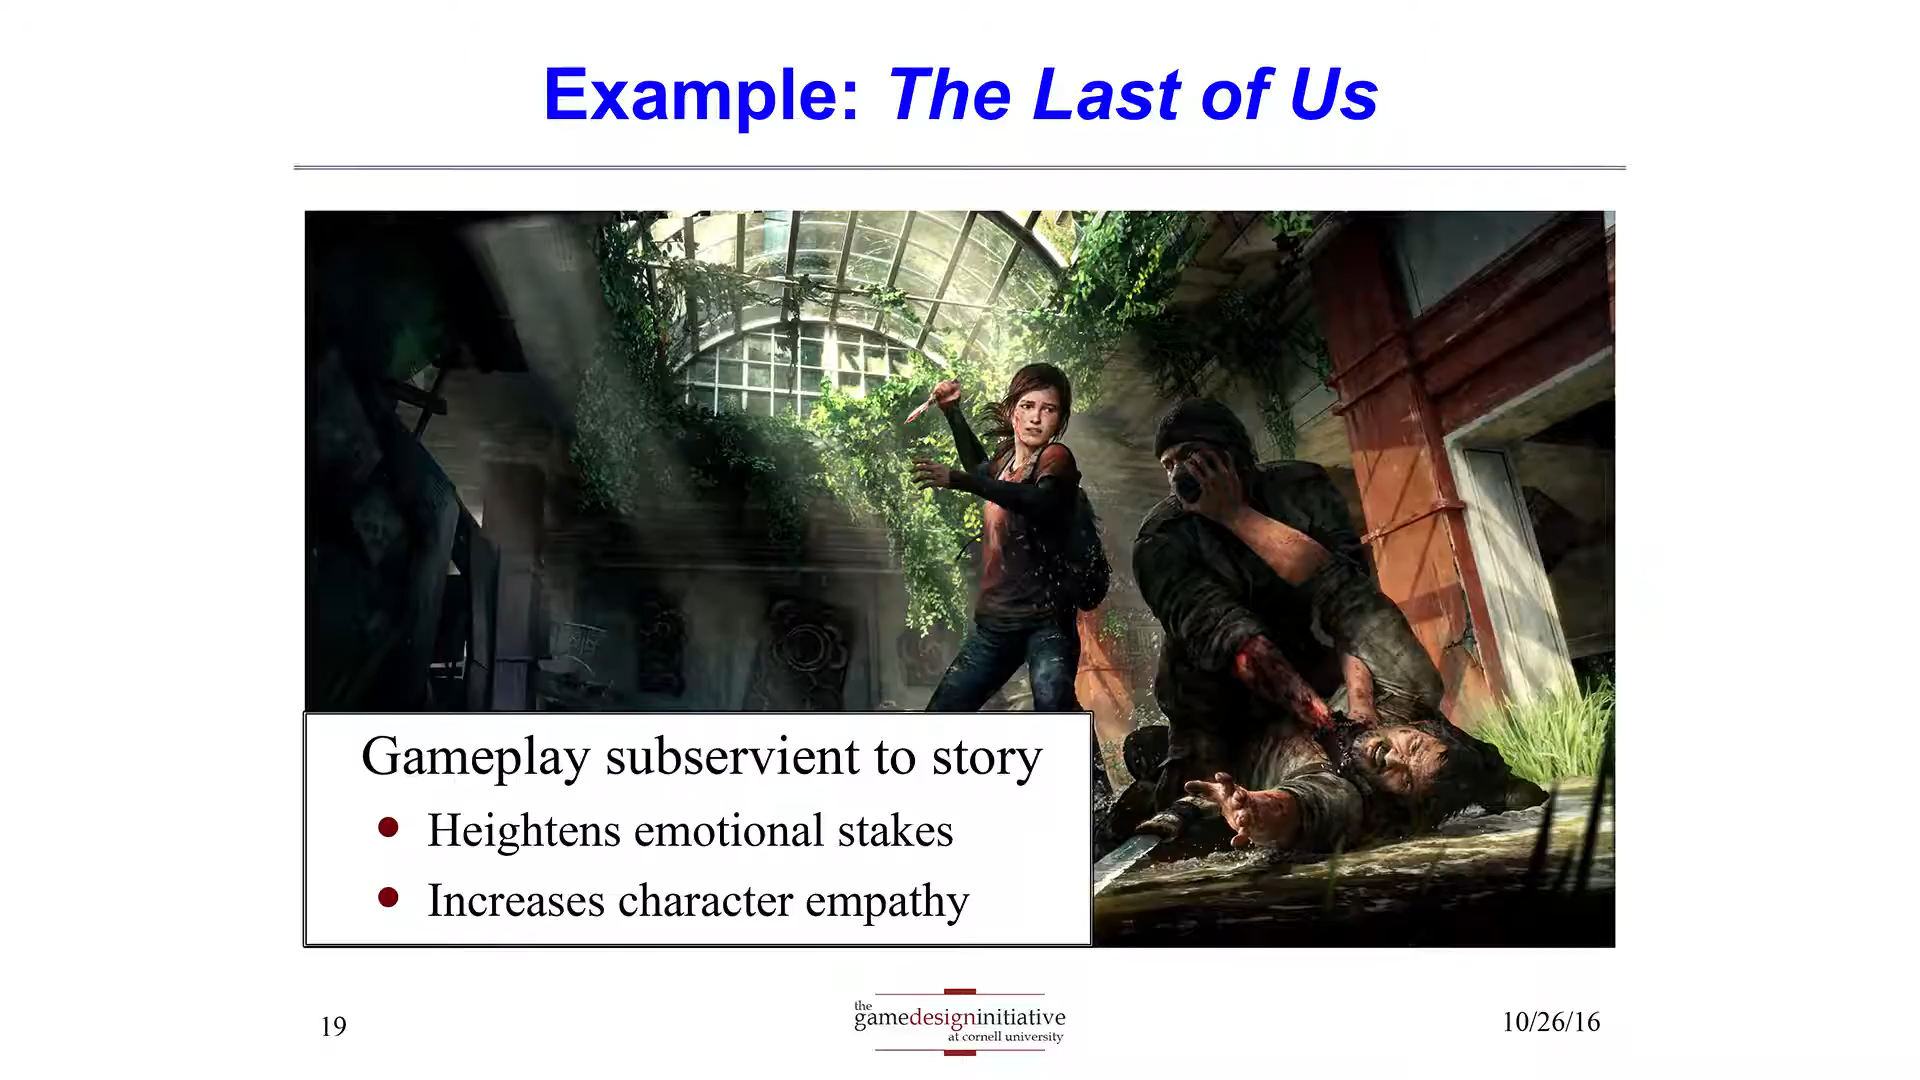 Example: The Last of Us
Gameplay subservient to story
Heightens emotional stakes
Increases character empathy
19
the
gamedesigninitiative
at cornell university
10/26/16